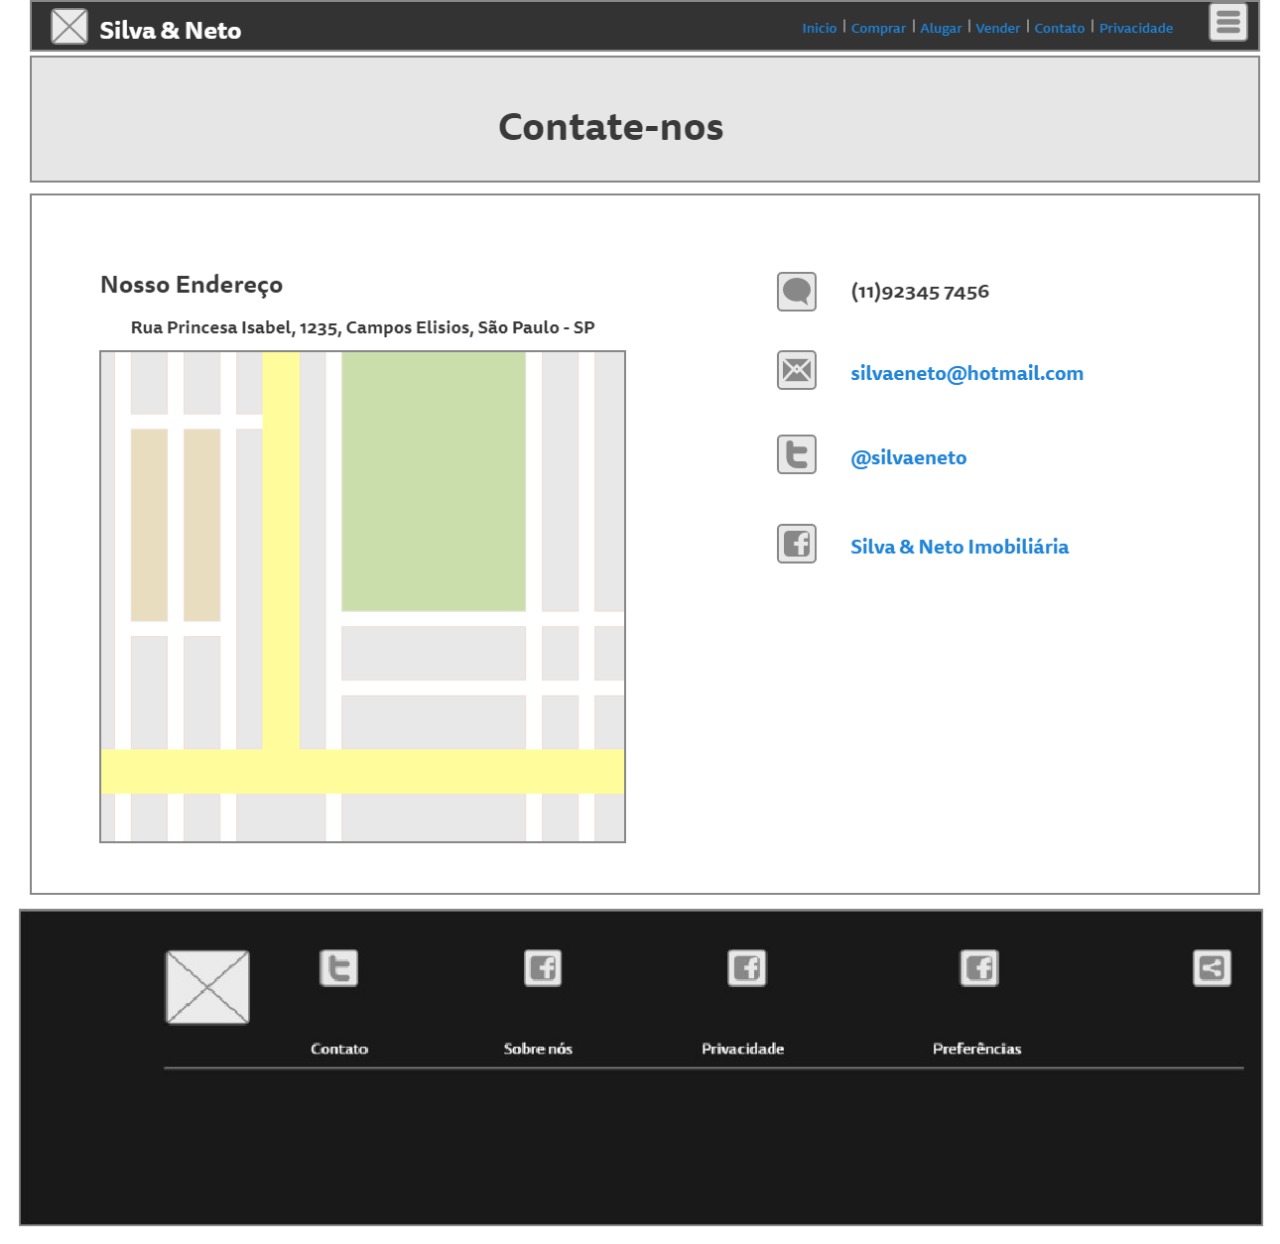 Silva & Neto
Inicio | Comprar | Alugar | Vender | Contato | Privacidade
Contate-nos
Nosso Endereço
Rua Princesa Isabel, 1235, Campos Elisios, São Paulo - SP
(11)92345 7456
silvaeneto@hotmail.com
@silvaeneto
Silva & Neto Imobiliária
Contato
Sobre nós
Privacidade
Preferências